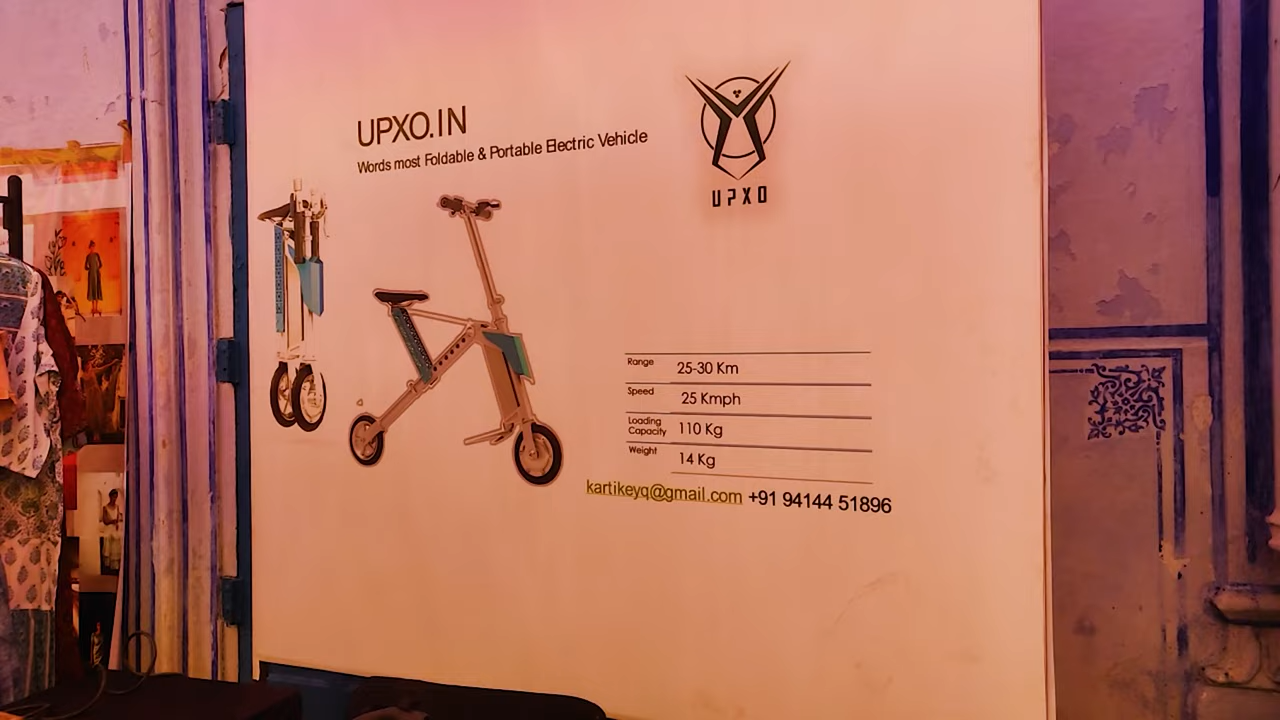 UPXO.IN
Words most Foldable & Portable Electric Vehicle
UPXO
Range 25-30 Km
Speed 25 Kmph
Loading Capacity 110 Kg
Weight 14 Kg
kartikeyq@gmail.com +91 94144 51896